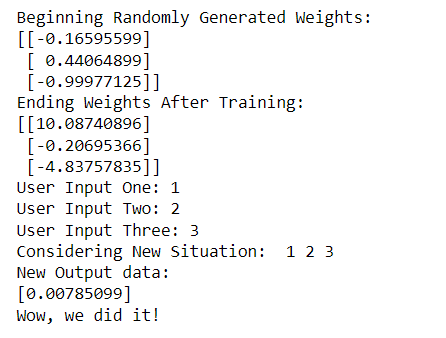 Beginning Randomly Generated Weights:
[[-0.16595599]
 [ 0.44064899]
 [-0.99977125]]
Ending Weights After Training:
[[10.08740896]
 [-0.20695366]
 [-4.83757835]]
User Input One: 1
User Input Two: 2
User Input Three: 3
Considering New Situation:  1 2 3
New Output data:
[0.00785099]
Wow, we did it!